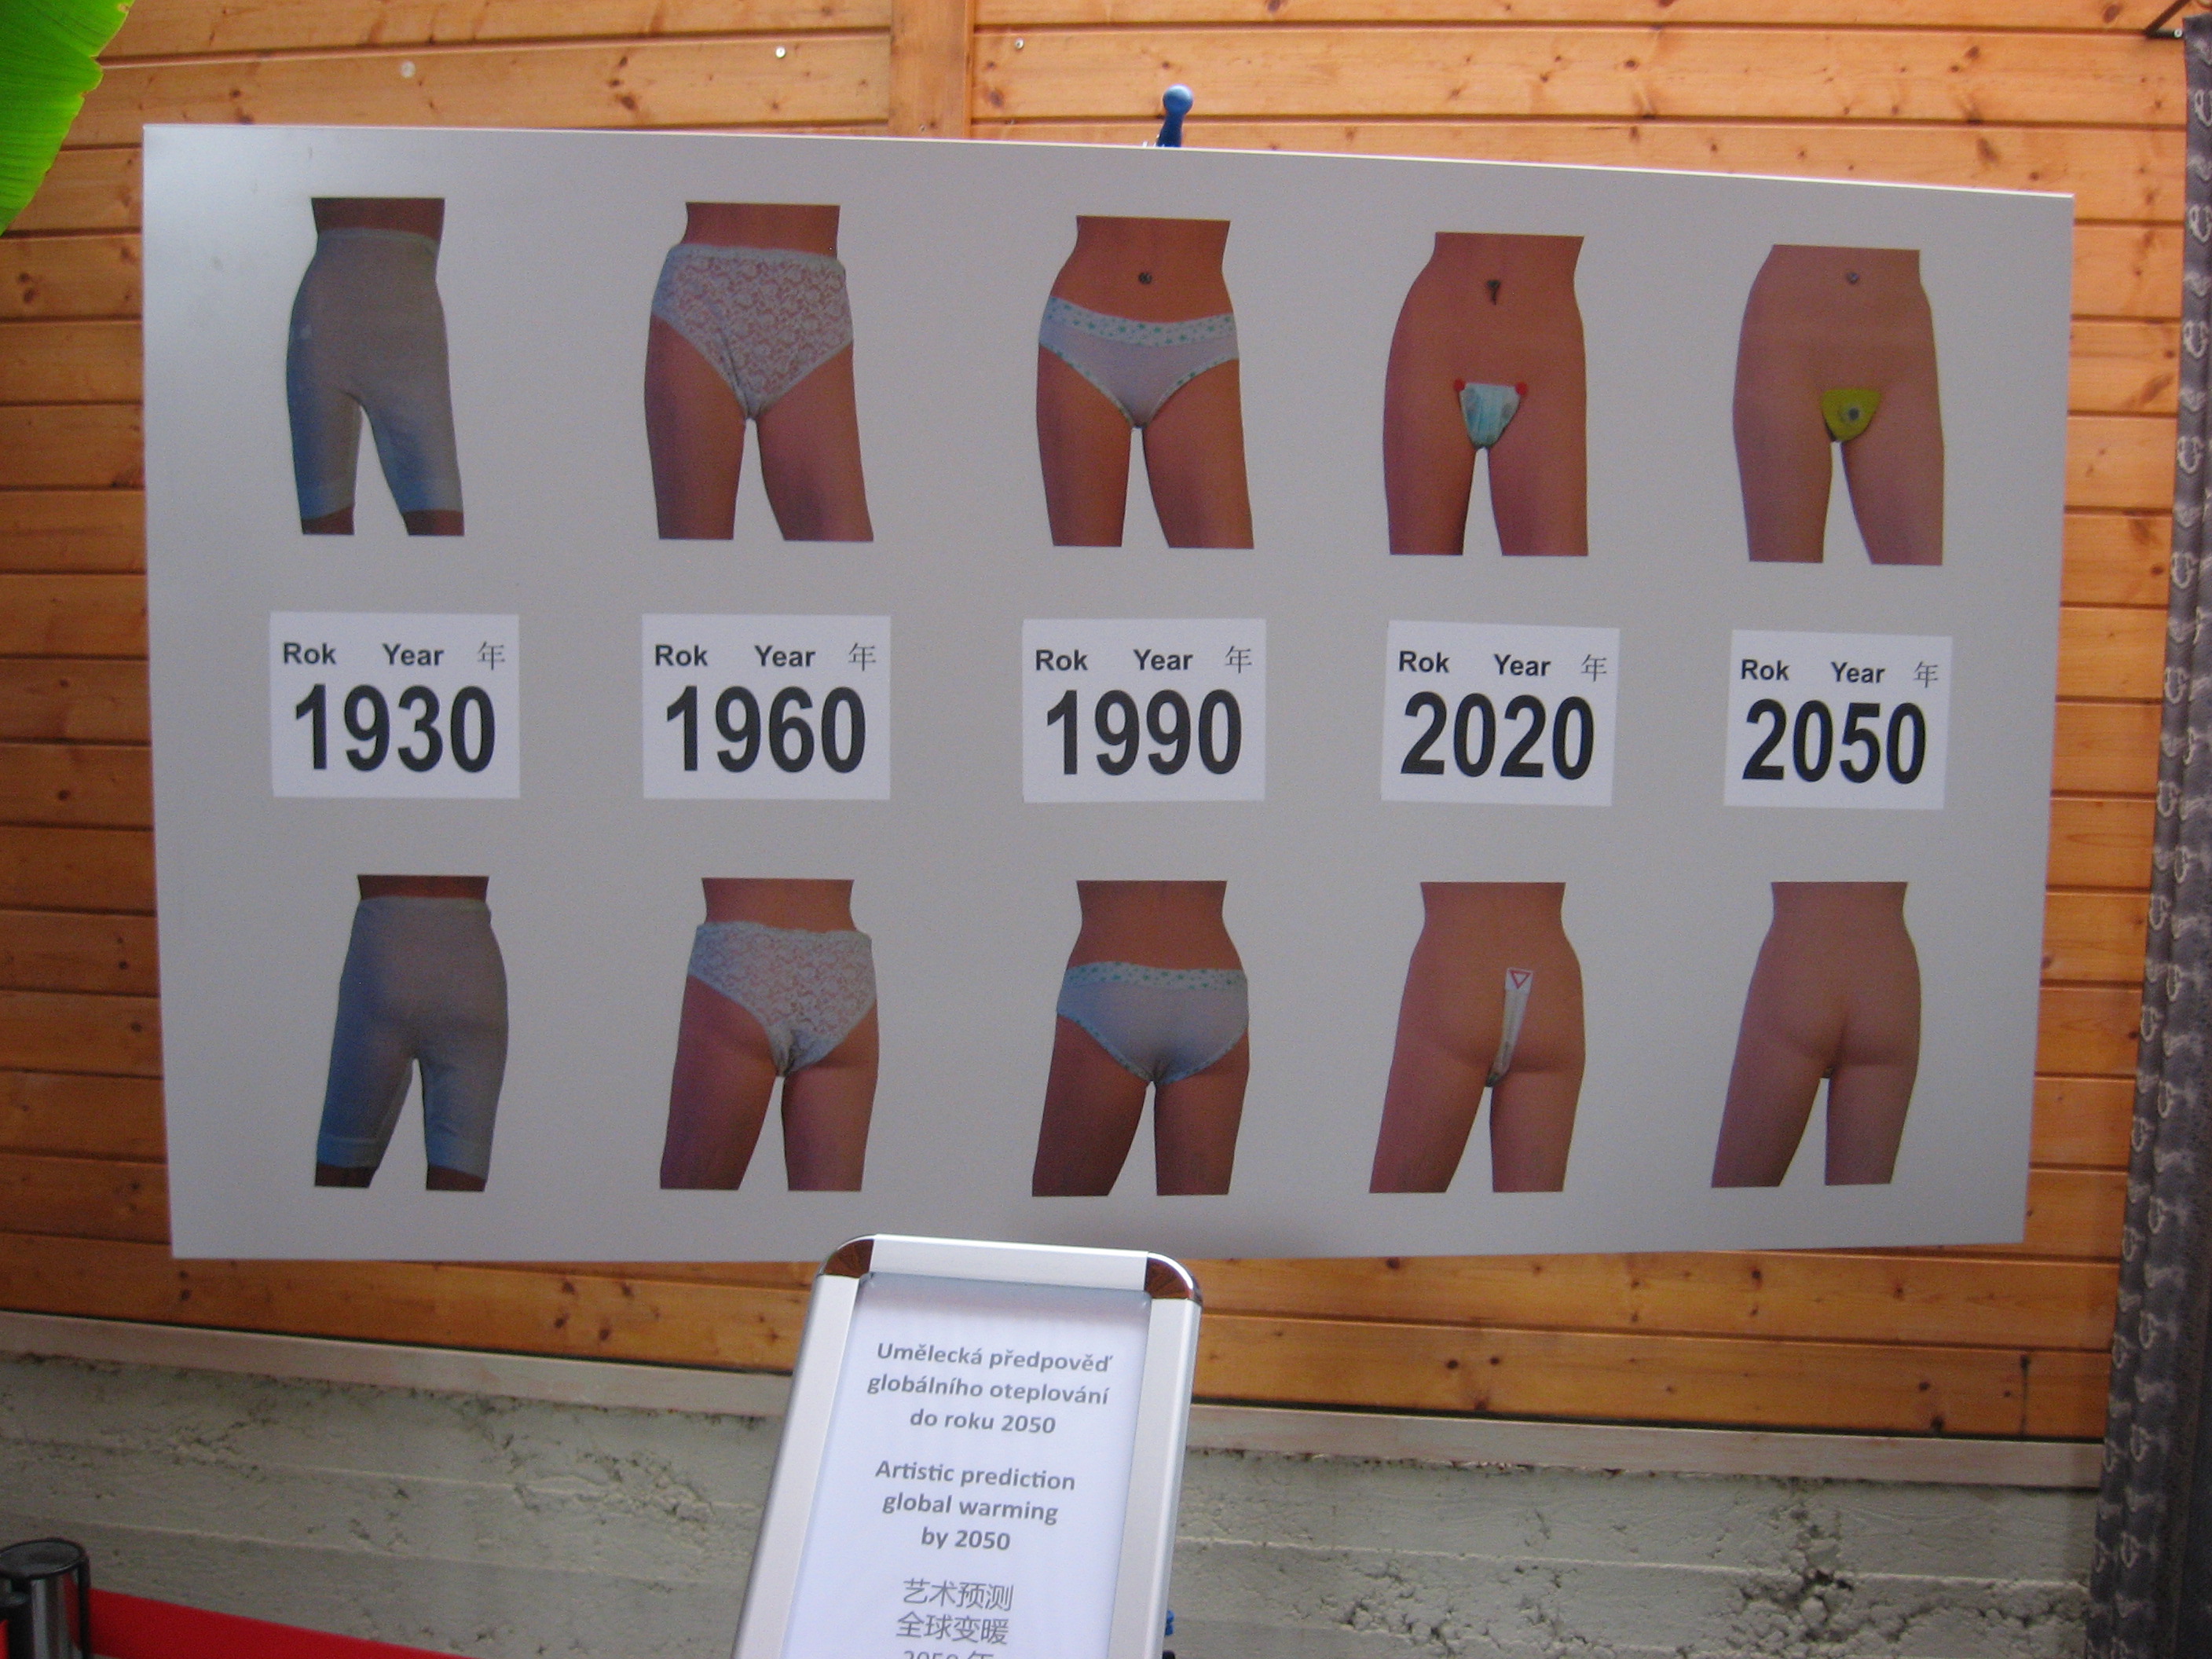 Rok Year 年
1930
Rok Year 年
1960
Rok Year 年
1990
Rok Year 年
2020
Rok Year 年
2050
Umělecká předpověď
globálního oteplování
do roku 2050
Artistic prediction
global warming
by 2050
艺术预测
全球变暖
2050 年